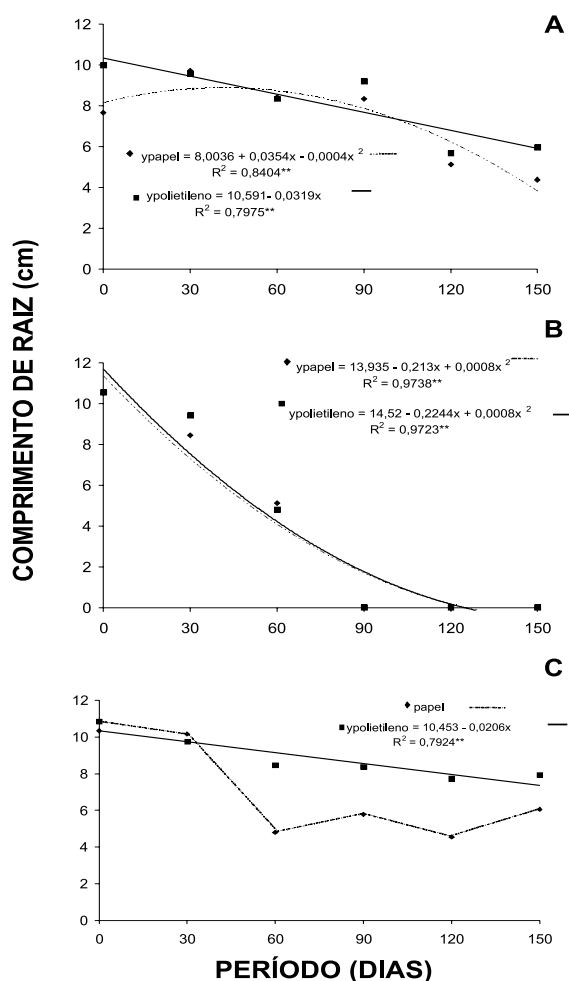 COMPRIMENTO DE RAIZ (cm)
A
12
10
8
6
4
2
0
ypapel = 8,0036 + 0,0354x - 0,0004x 2
R2 = 0,8404**
ypolietileno = 10,591- 0,0319x
R2 = 0,7975**
0 30 60 90 120 150
B
12
10
8
6
4
2
0
ypapel = 13,935 - 0,213x + 0,0008x 2
R2 = 0,9738**
ypolietileno = 14,52 - 0,2244x + 0,0008x 2
R2 = 0,9723**
0 30 60 90 120 150
C
12
10
8
6
4
2
0
papel
ypolietileno = 10,453 - 0,0206x
R2 = 0,7924**
0 30 60 90 120 150
PERÍODO (DIAS)